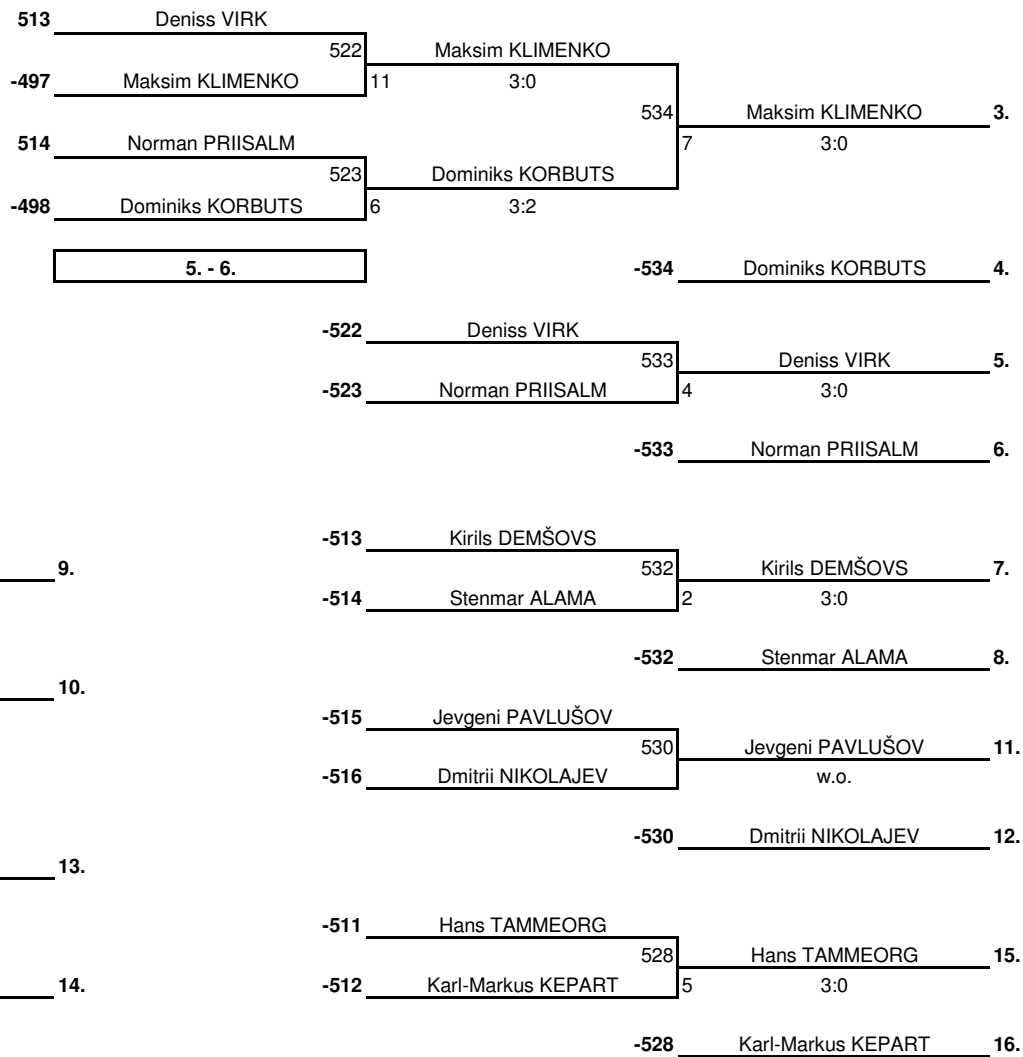 513 Deniss VIRK
522 Maksim KLIMENKO
-497 Maksim KLIMENKO 11 3:0
534 Maksim KLIMENKO 3.
514 Norman PRIISALM 7 3:0
523 Dominiks KORBUTS
-498 Dominiks KORBUTS 6 3:2
5. - 6. -534 Dominiks KORBUTS 4.
-522 Deniss VIRK
533 Deniss VIRK 5.
-523 Norman PRIISALM 4 3:0
-533 Norman PRIISALM 6.
-513 Kirils DEMŠOVS
9. 532 Kirils DEMŠOVS 7.
-514 Stenmar ALAMA 2 3:0
-532 Stenmar ALAMA 8.
10.
-515 Jevgeni PAVLUŠOV
530 Jevgeni PAVLUŠOV 11.
-516 Dmitrii NIKOLAJEV w.o.
-530 Dmitrii NIKOLAJEV 12.
13.
-511 Hans TAMMEORG
528 Hans TAMMEORG 15.
14. -512 Karl-Markus KEPART 5 3:0
-528 Karl-Markus KEPART 16.